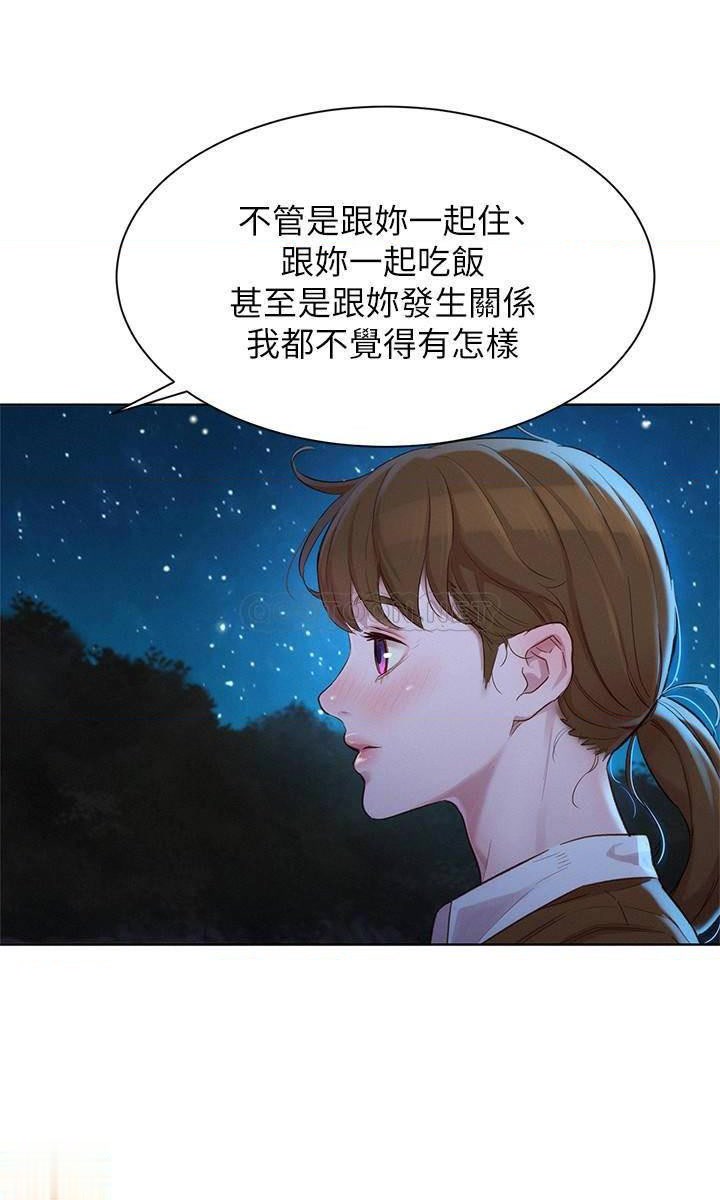 不管是跟妳一起住、
跟妳一起吃飯
甚至是跟妳發生關係
我都不覺得有怎樣